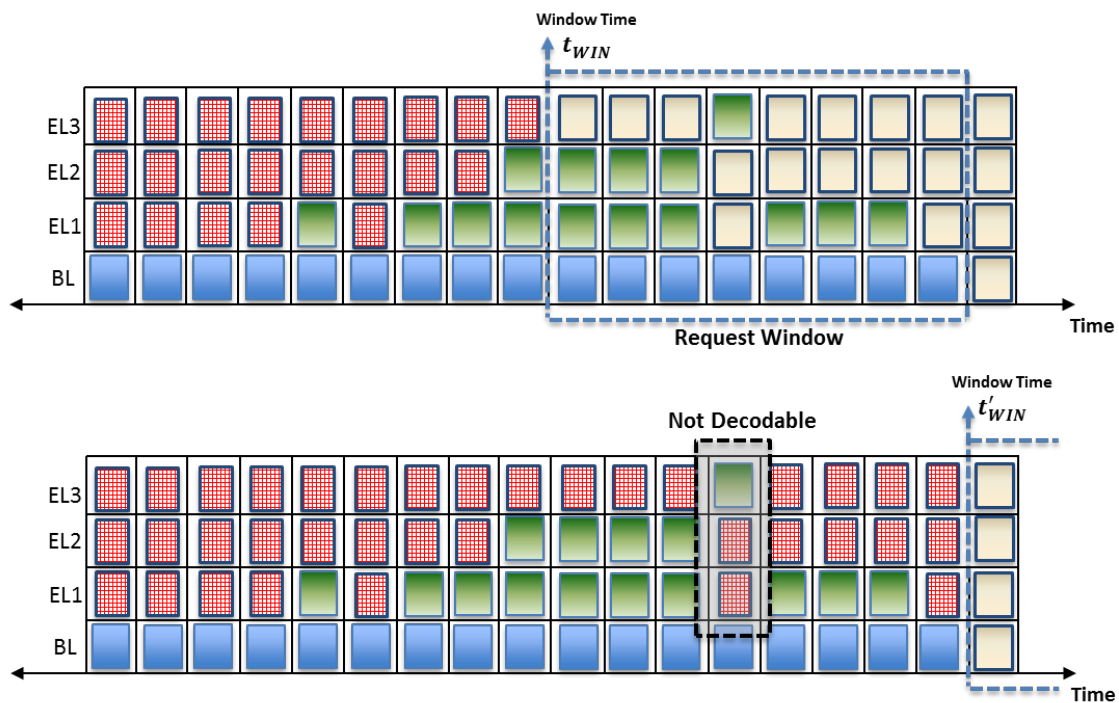 Window Time
t_WIN
EL3
EL2
EL1
BL
Time
Request Window
Window Time
t'_WIN
Not Decodable
EL3
EL2
EL1
BL
Time